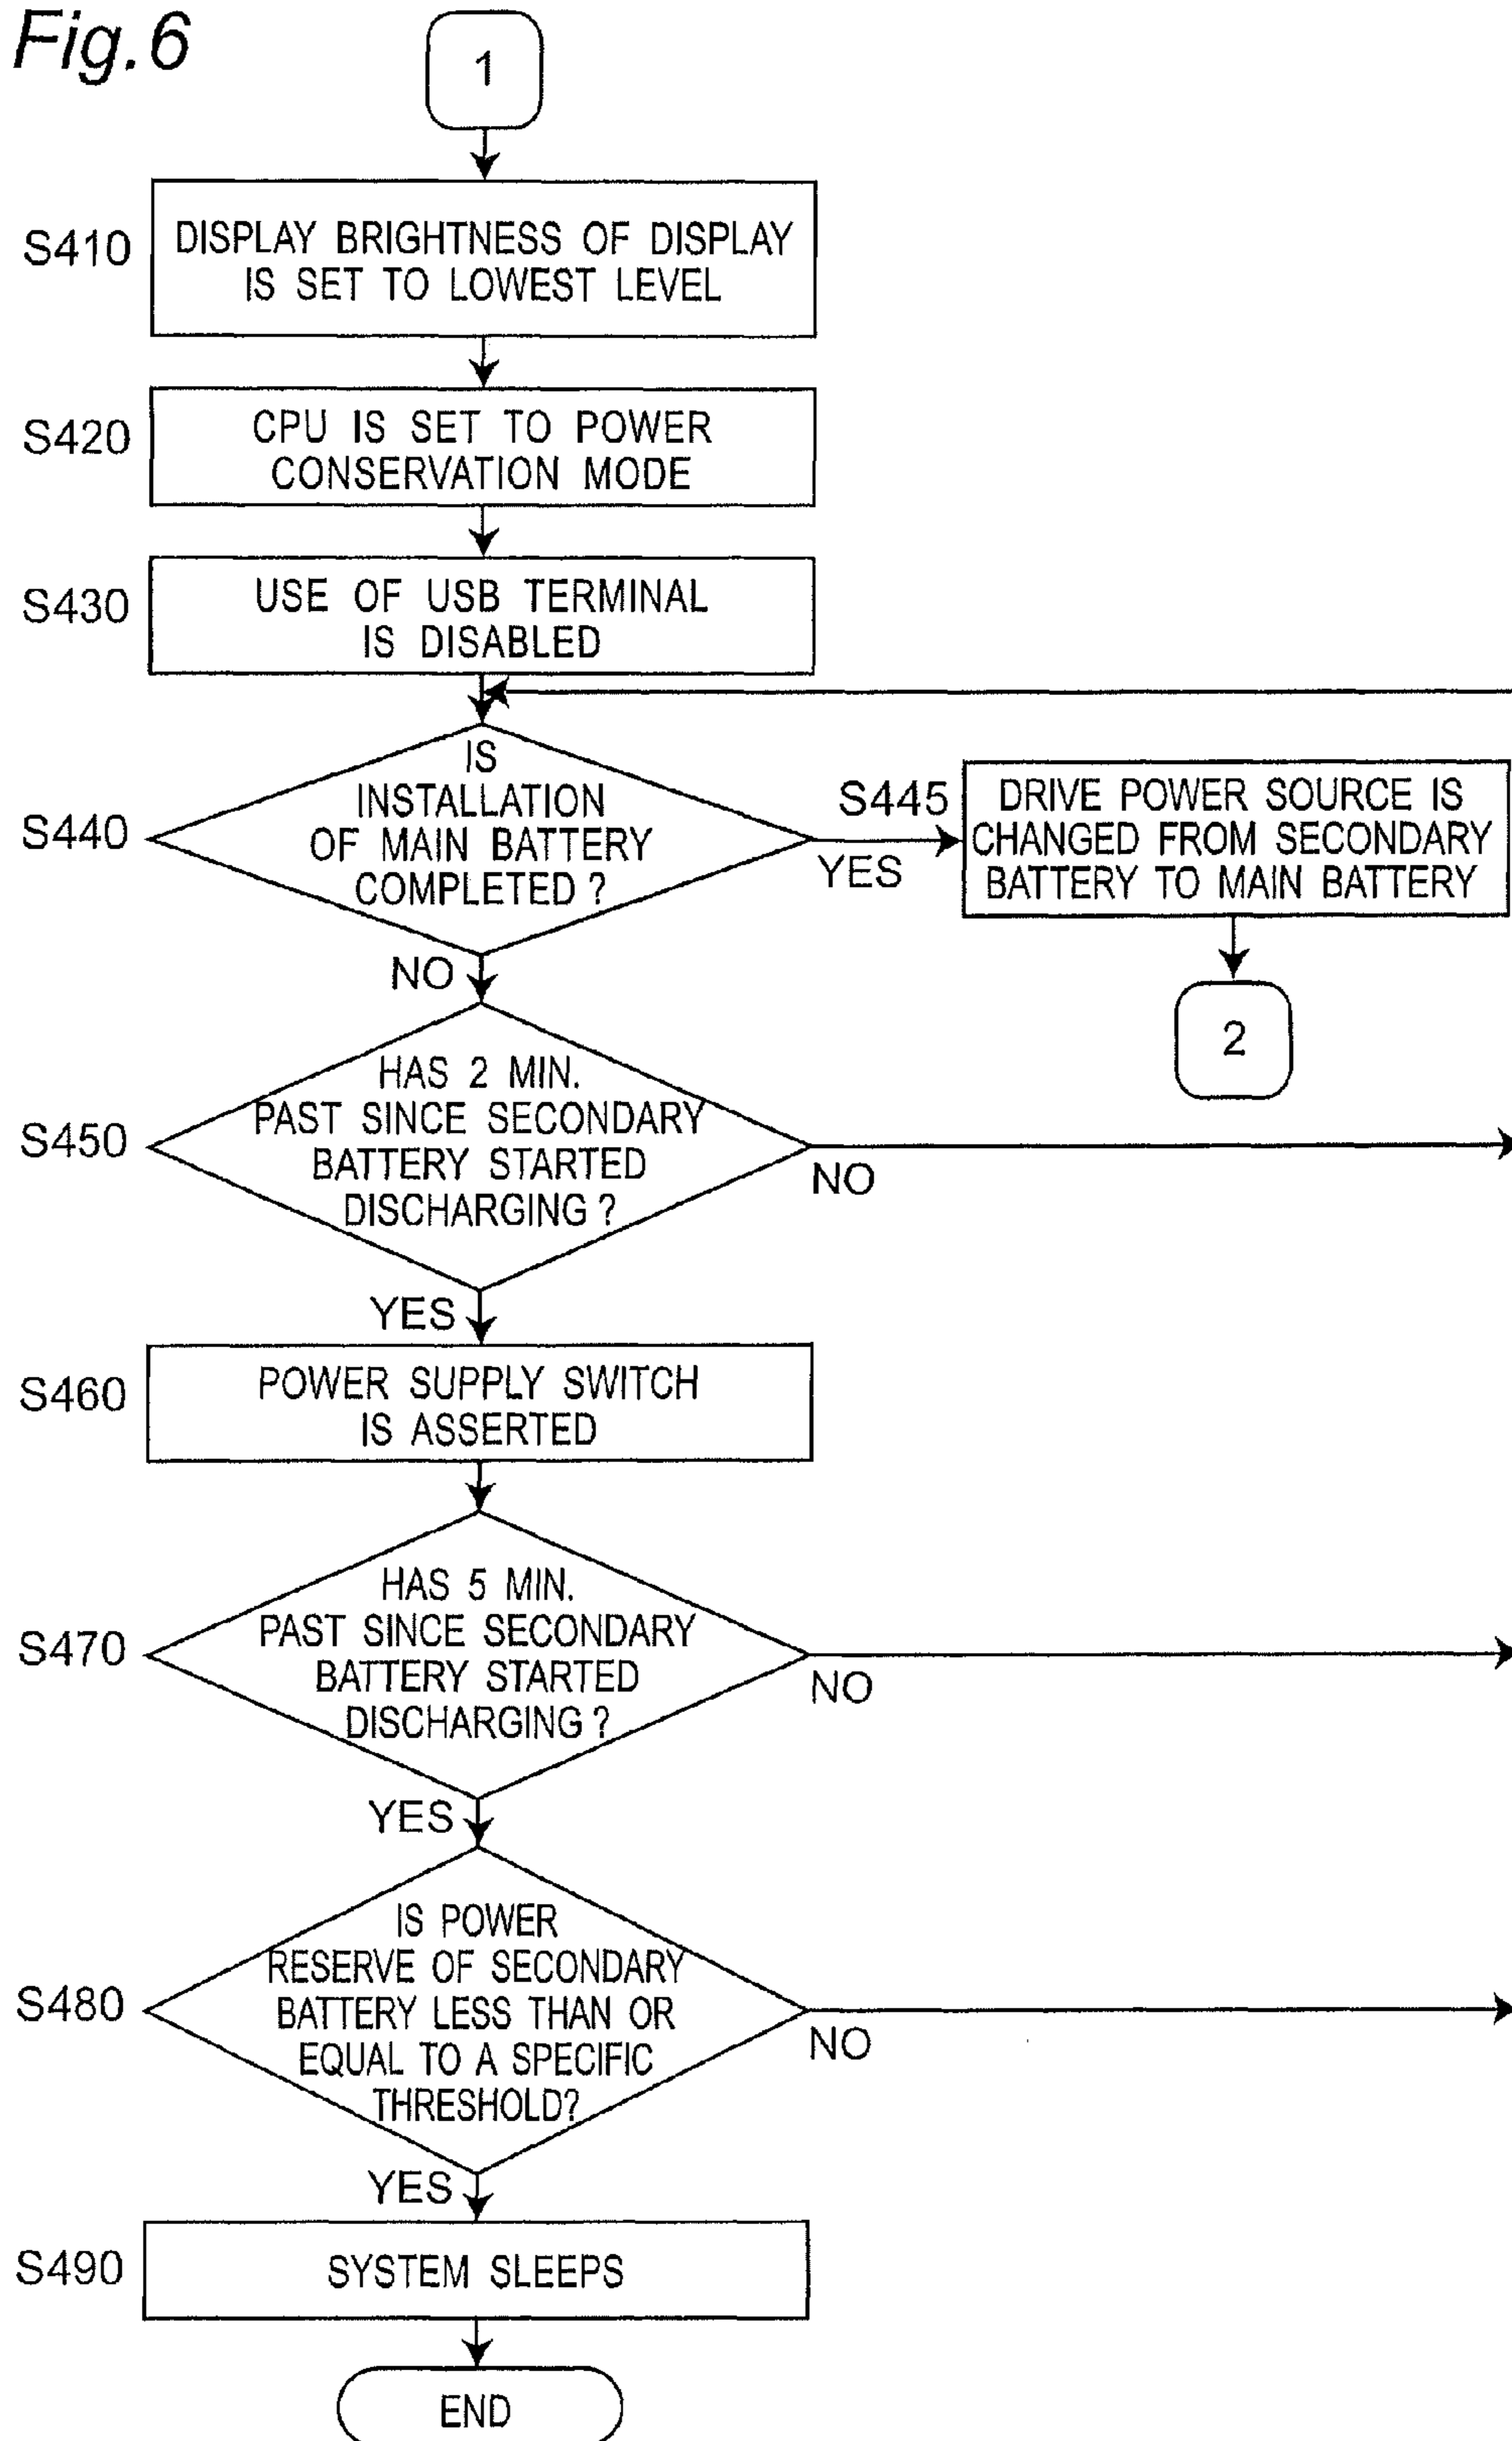 Fig.6
1
S410
DISPLAY BRIGHTNESS OF DISPLAY
IS SET TO LOWEST LEVEL
S420
CPU IS SET TO POWER
CONSERVATION MODE
S430
USE OF USB TERMINAL
IS DISABLED
S440
IS
INSTALLATION
OF MAIN BATTERY
COMPLETED ?
YES
S445
DRIVE POWER SOURCE IS
CHANGED FROM SECONDARY
BATTERY TO MAIN BATTERY
2
NO
S450
HAS 2 MIN.
PAST SINCE SECONDARY
BATTERY STARTED
DISCHARGING ?
NO
YES
S460
POWER SUPPLY SWITCH
IS ASSERTED
S470
HAS 5 MIN.
PAST SINCE SECONDARY
BATTERY STARTED
DISCHARGING ?
NO
YES
S480
IS POWER
RESERVE OF SECONDARY
BATTERY LESS THAN OR
EQUAL TO A SPECIFIC
THRESHOLD?
NO
YES
S490
SYSTEM SLEEPS
END